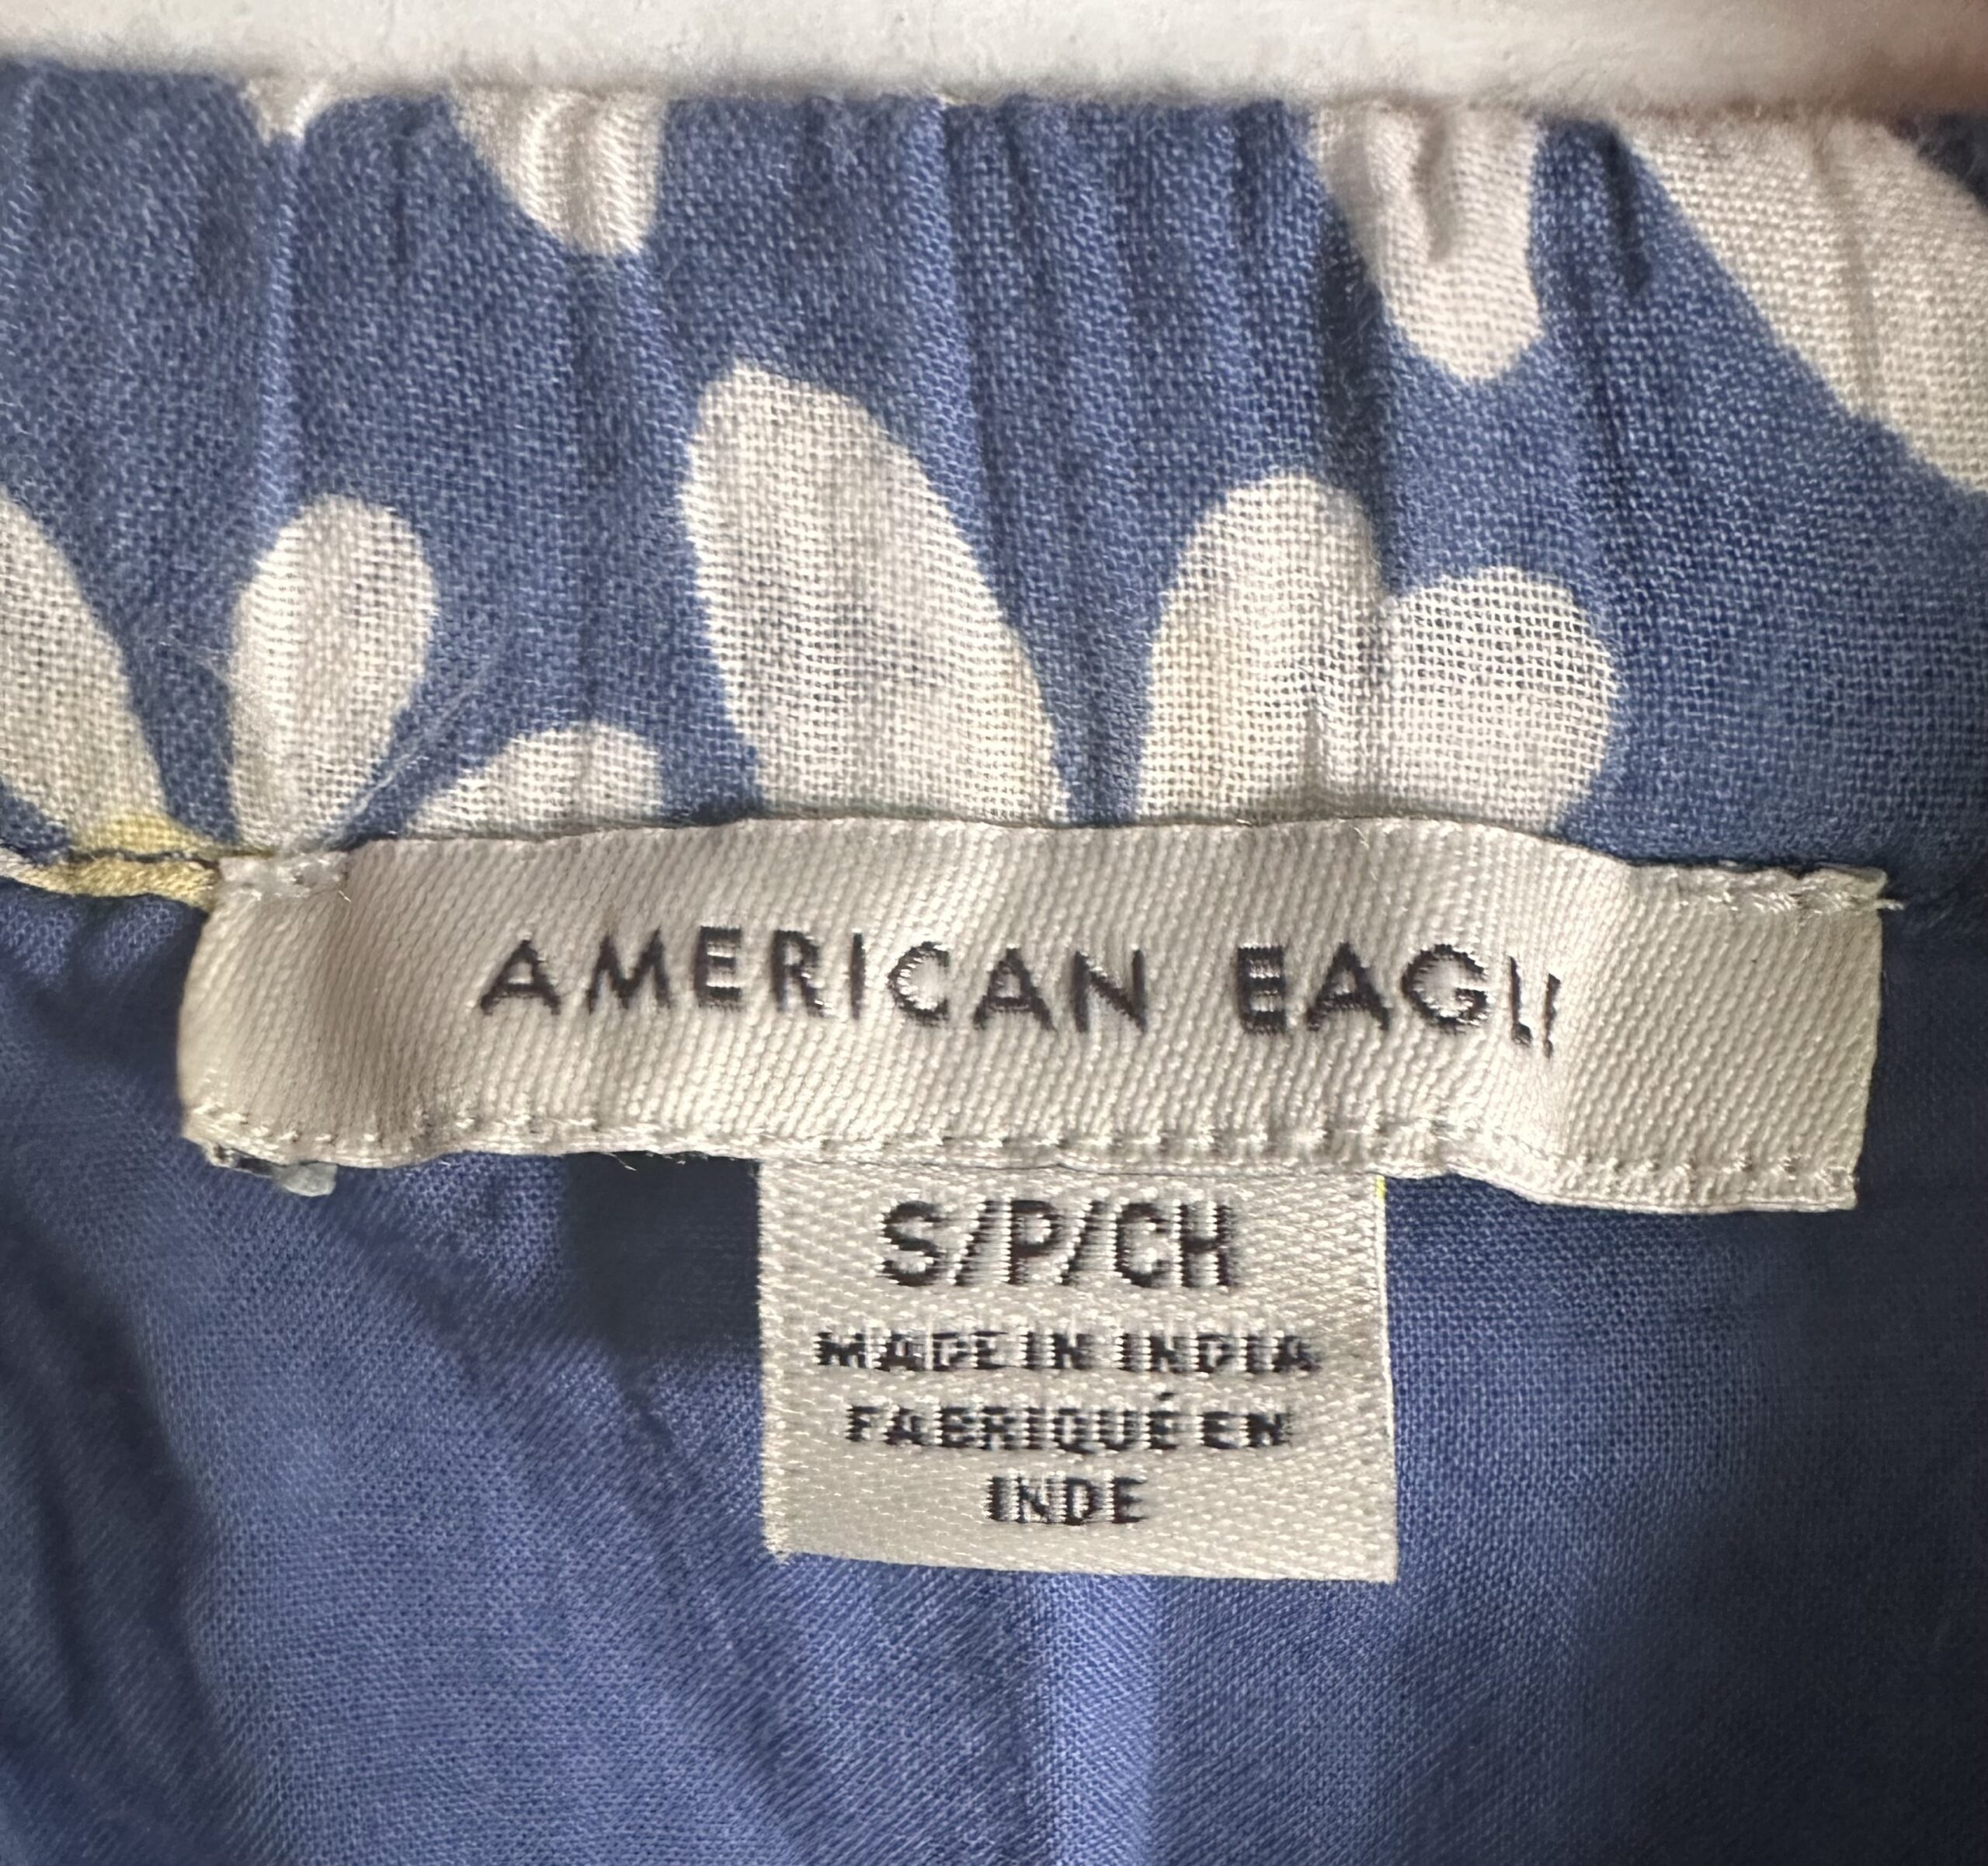 AMERICAN EAGLE
S/P/CH
MADE IN INDIA
FABRIQUÉ EN
INDE